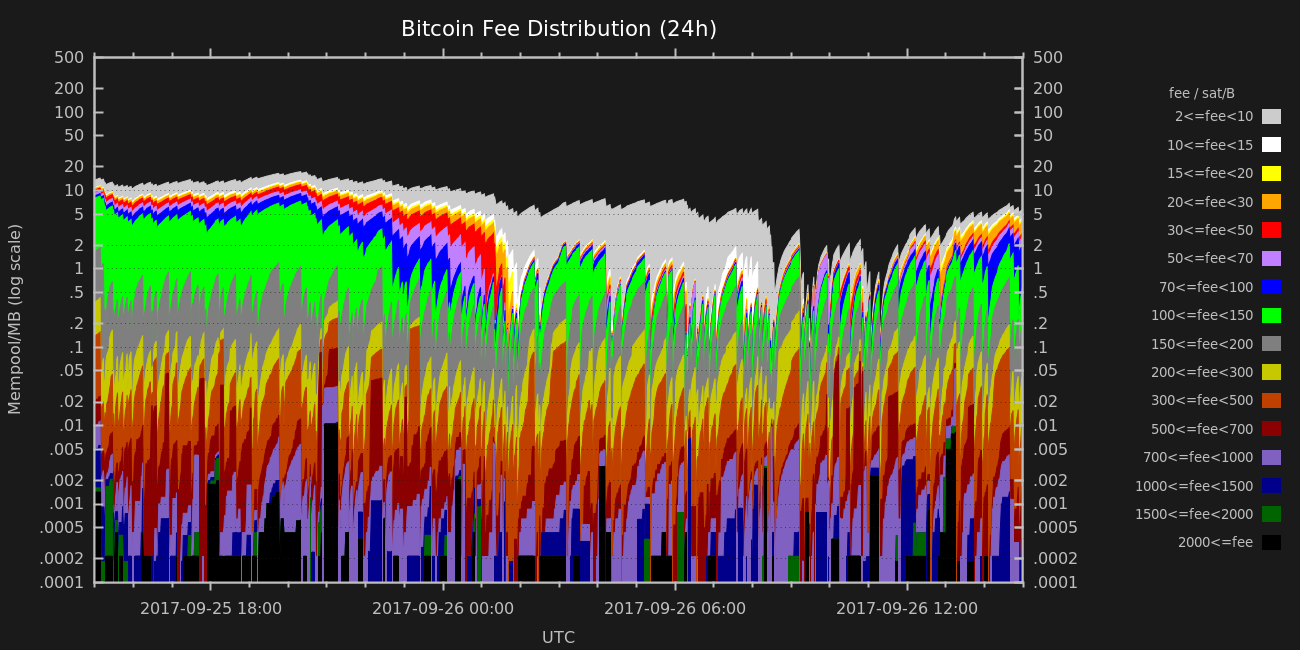 Bitcoin Fee Distribution (24h)
Mempool/MB (log scale)
500
200
100
50
20
10
5
2
1
.5
.2
.1
.05
.02
.01
.005
.002
.001
.0005
.0002
.0001
500
200
100
50
20
10
5
2
1
.5
.2
.1
.05
.02
.01
.005
.002
.001
.0005
.0002
.0001
2017-09-25 18:00
2017-09-26 00:00
2017-09-26 06:00
2017-09-26 12:00
UTC
fee / sat/B
2<=fee<10
10<=fee<15
15<=fee<20
20<=fee<30
30<=fee<50
50<=fee<70
70<=fee<100
100<=fee<150
150<=fee<200
200<=fee<300
300<=fee<500
500<=fee<700
700<=fee<1000
1000<=fee<1500
1500<=fee<2000
2000<=fee